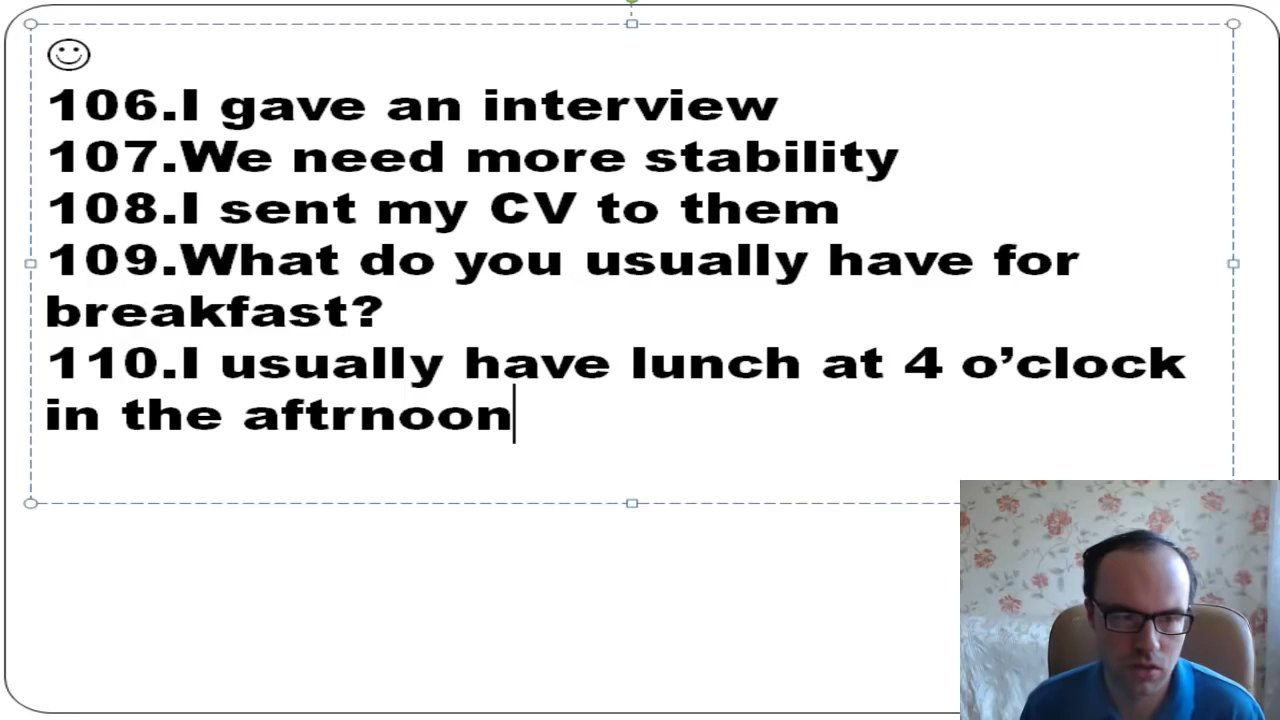 106.I gave an interview
107.We need more stability
108.I sent my CV to them
109.What do you usually have for
breakfast?
110.I usually have lunch at 4 o’clock
in the aftrnoon